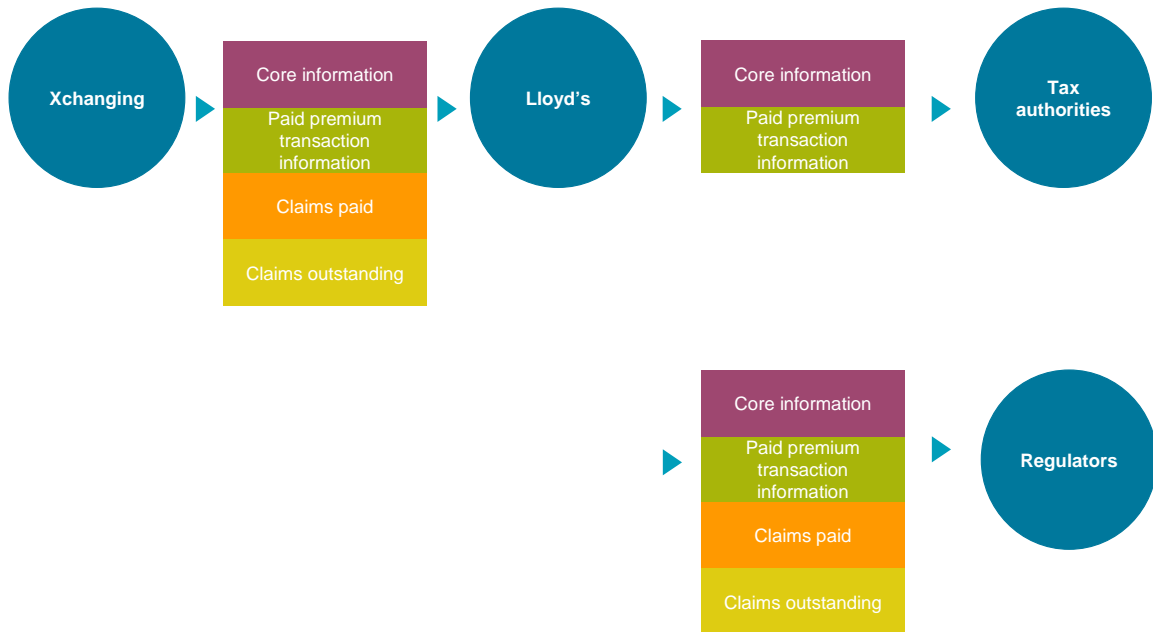 Xchanging
Core information
Paid premium
transaction
information
Claims paid
Claims outstanding
Lloyd's
Core information
Paid premium
transaction
information
Tax
authorities
Core information
Paid premium
transaction
information
Claims paid
Claims outstanding
Regulators